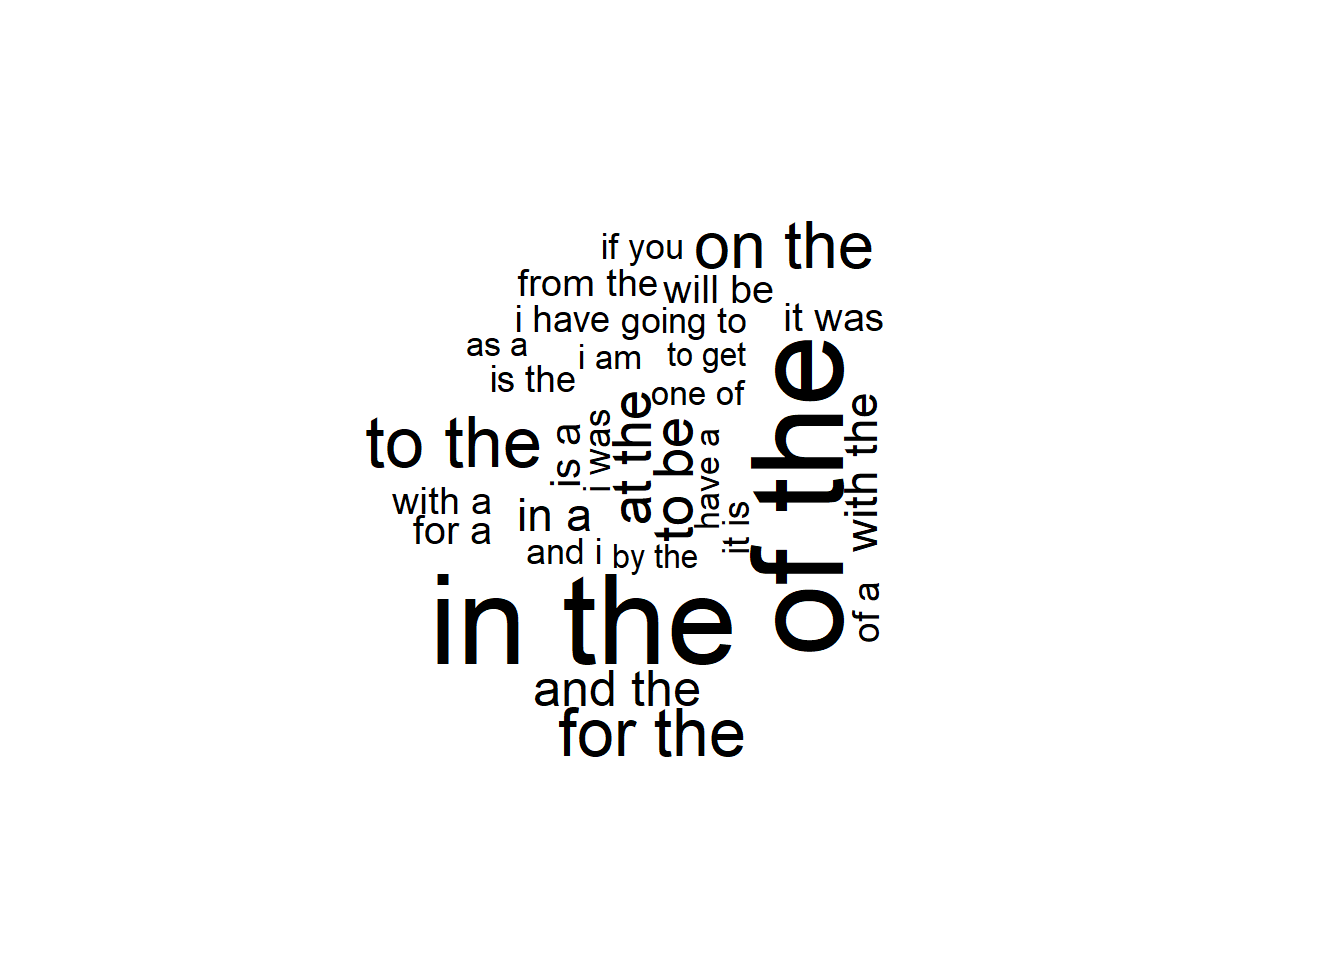 if you
on the
from the
will be
i have
going to
it was
as a
i am
to get
is the
one of
to the
is a
i was
at the
to be
have a
it is
of the
with the
with a
in a
for a
and i
by the
of a
in the
and the
for the